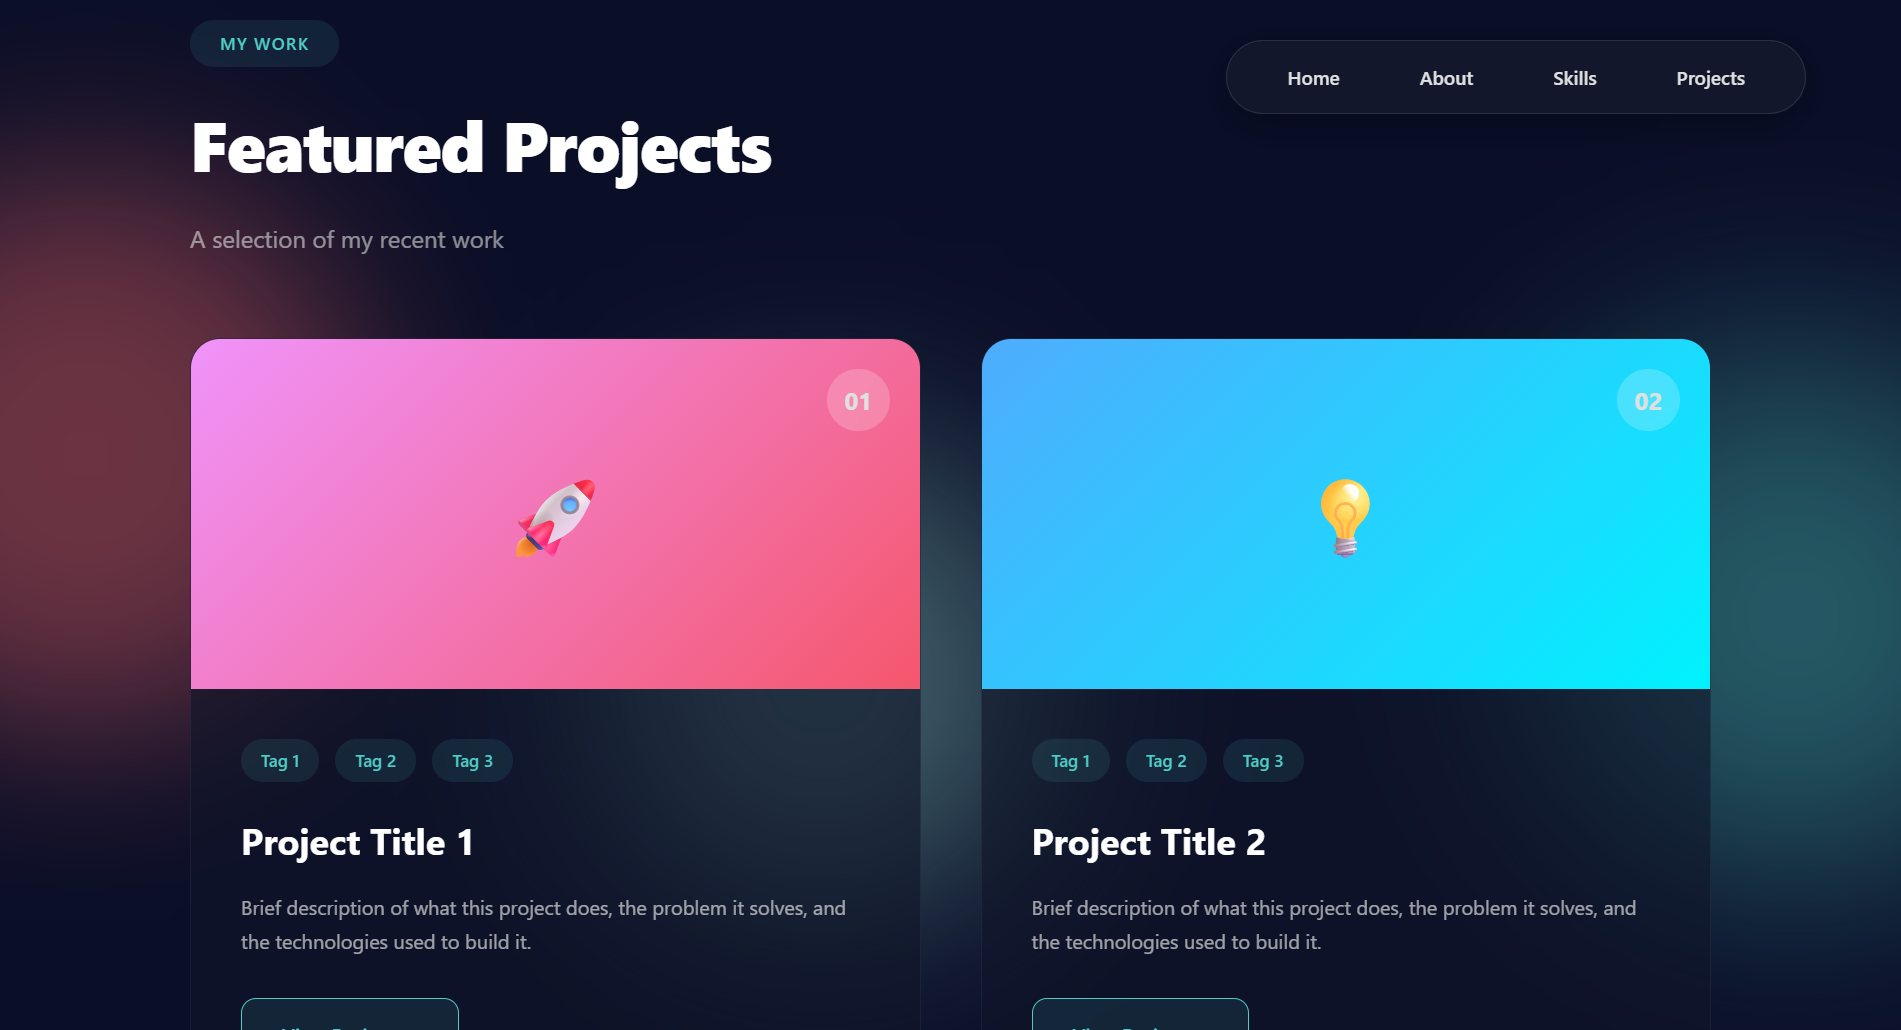 MY WORK
Home About Skills Projects
Featured Projects
A selection of my recent work
01
02
Tag 1 Tag 2 Tag 3
Project Title 1
Brief description of what this project does, the problem it solves, and
the technologies used to build it.
Tag 1 Tag 2 Tag 3
Project Title 2
Brief description of what this project does, the problem it solves, and
the technologies used to build it.